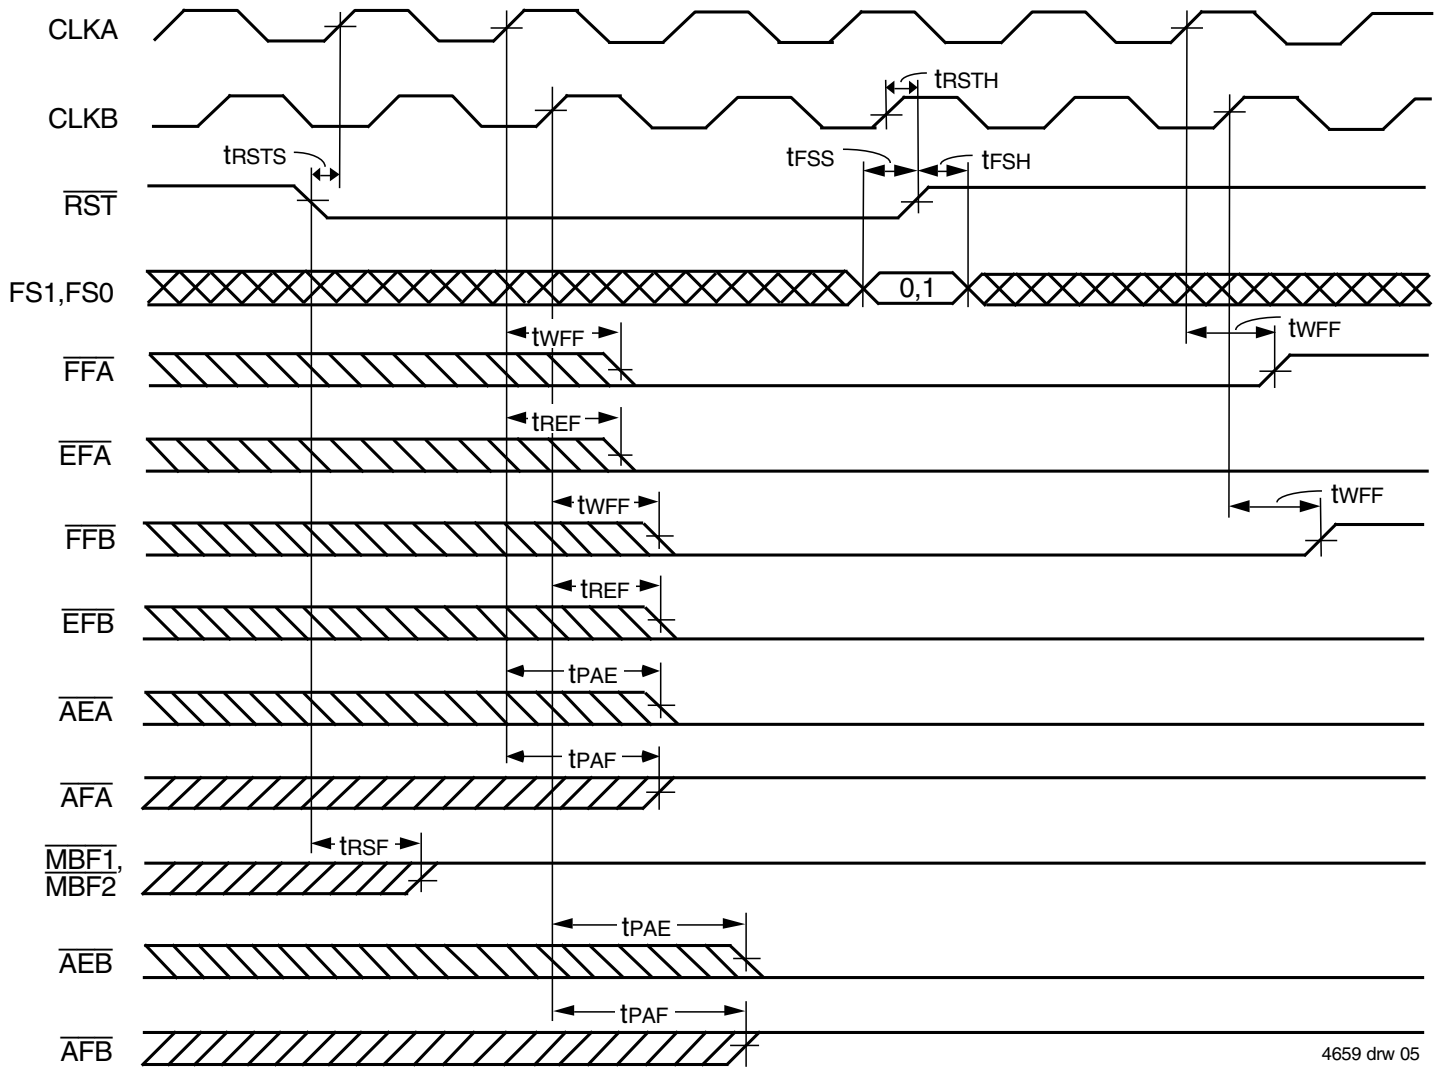 CLKA
CLKB
tRSTH
tRSTS
tFSS
tFSH
RST
FS1,FS0
0,1
tWFF
tWFF
FFA
tREF
EFA
tWFF
tWFF
FFB
tREF
EFB
tPAE
AEA
tPAF
AFA
tRSF
MBF1,
MBF2
tPAE
AEB
tPAF
AFB
4659 drw 05